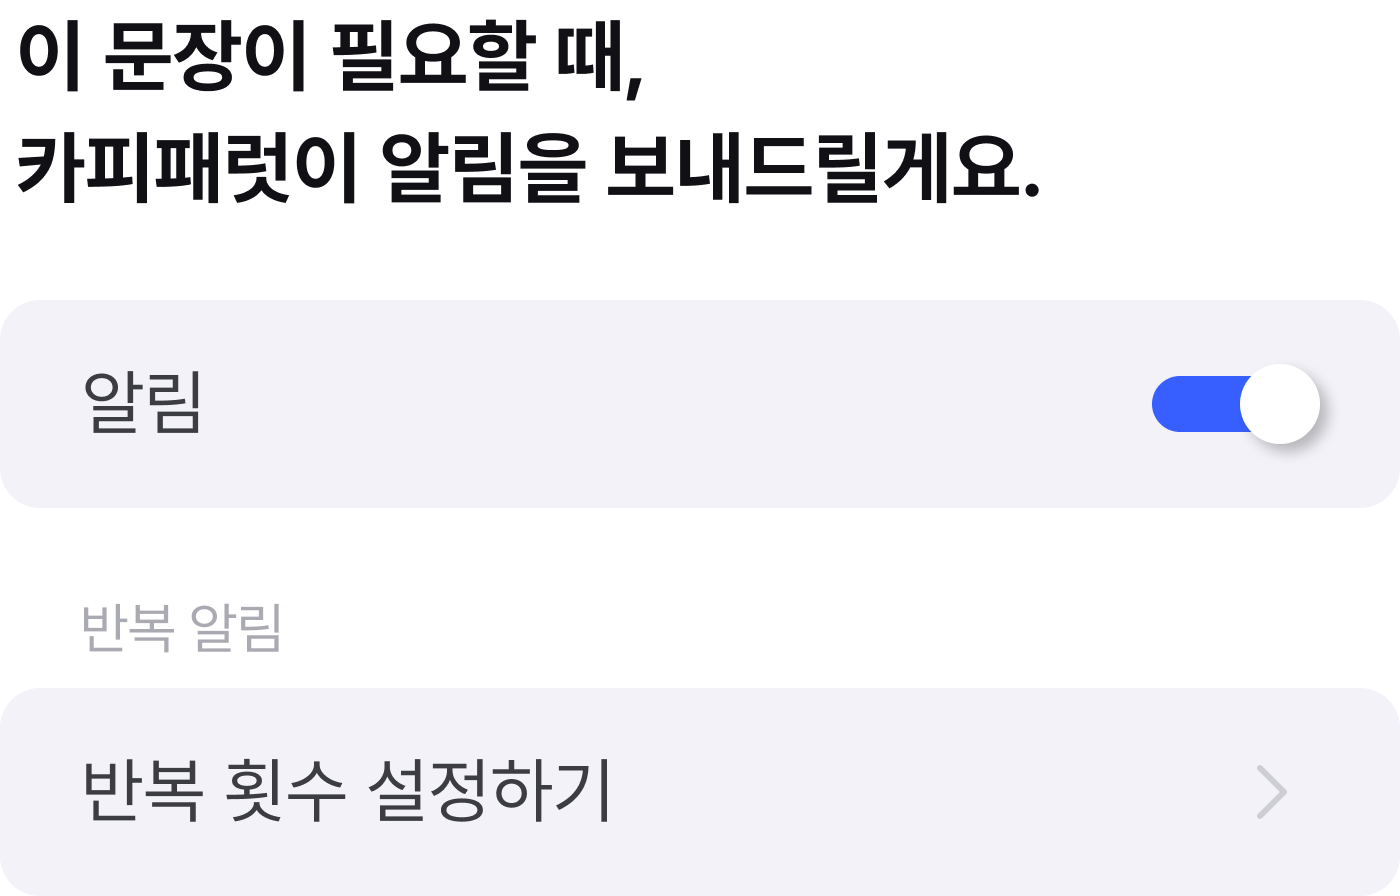 이 문장이 필요할 때,
카피패럿이 알림을 보내드릴게요.
알림
반복 알림
반복 횟수 설정하기